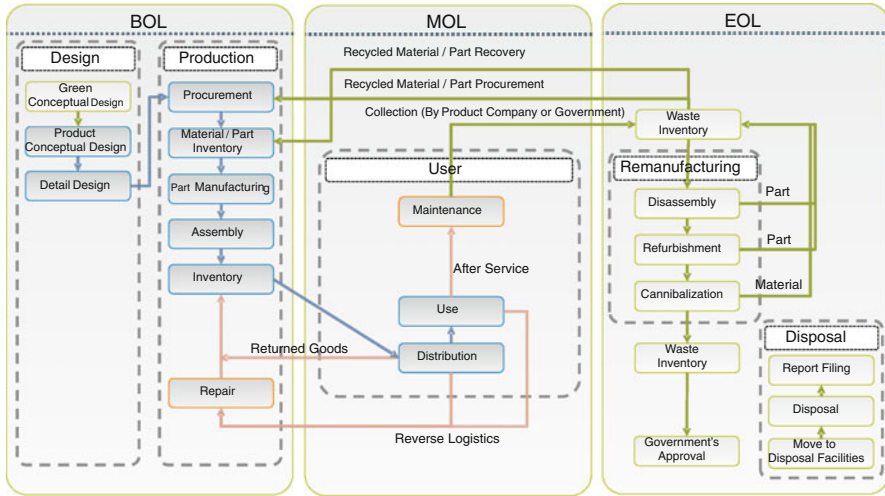 BOL
MOL
EOL
Design
Production
Green
Conceptual Design
Product
Conceptual Design
Detail Design
Procurement
Material / Part
Inventory
Part Manufacturing
Assembly
Inventory
Repair
Recycled Material / Part Recovery
Recycled Material / Part Procurement
Collection (By Product Company or Government)
User
Maintenance
After Service
Use
Distribution
Returned Goods
Reverse Logistics
Waste
Inventory
Remanufacturing
Disassembly
Part
Refurbishment
Part
Cannibalization
Material
Waste
Inventory
Government's
Approval
Disposal
Report Filing
Disposal
Move to
Disposal Facilities